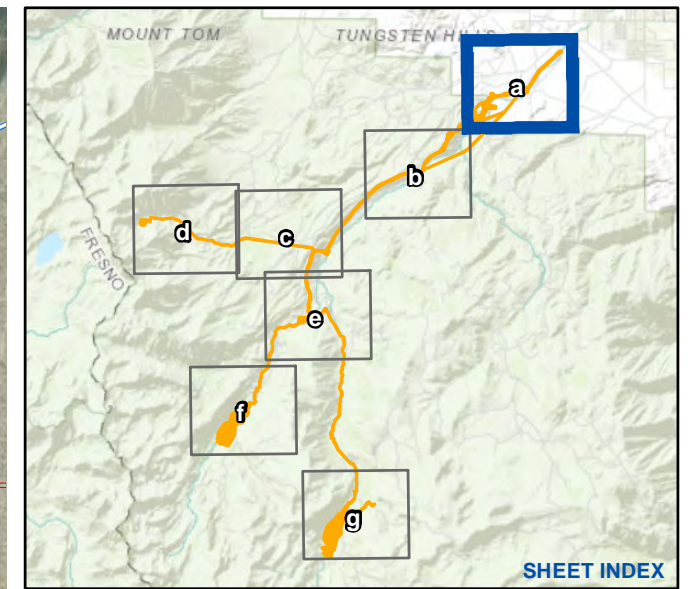 MOUNT TOM
TUNGSTEN HILLS
a
b
d
c
FRESNO
e
f
g
SHEET INDEX